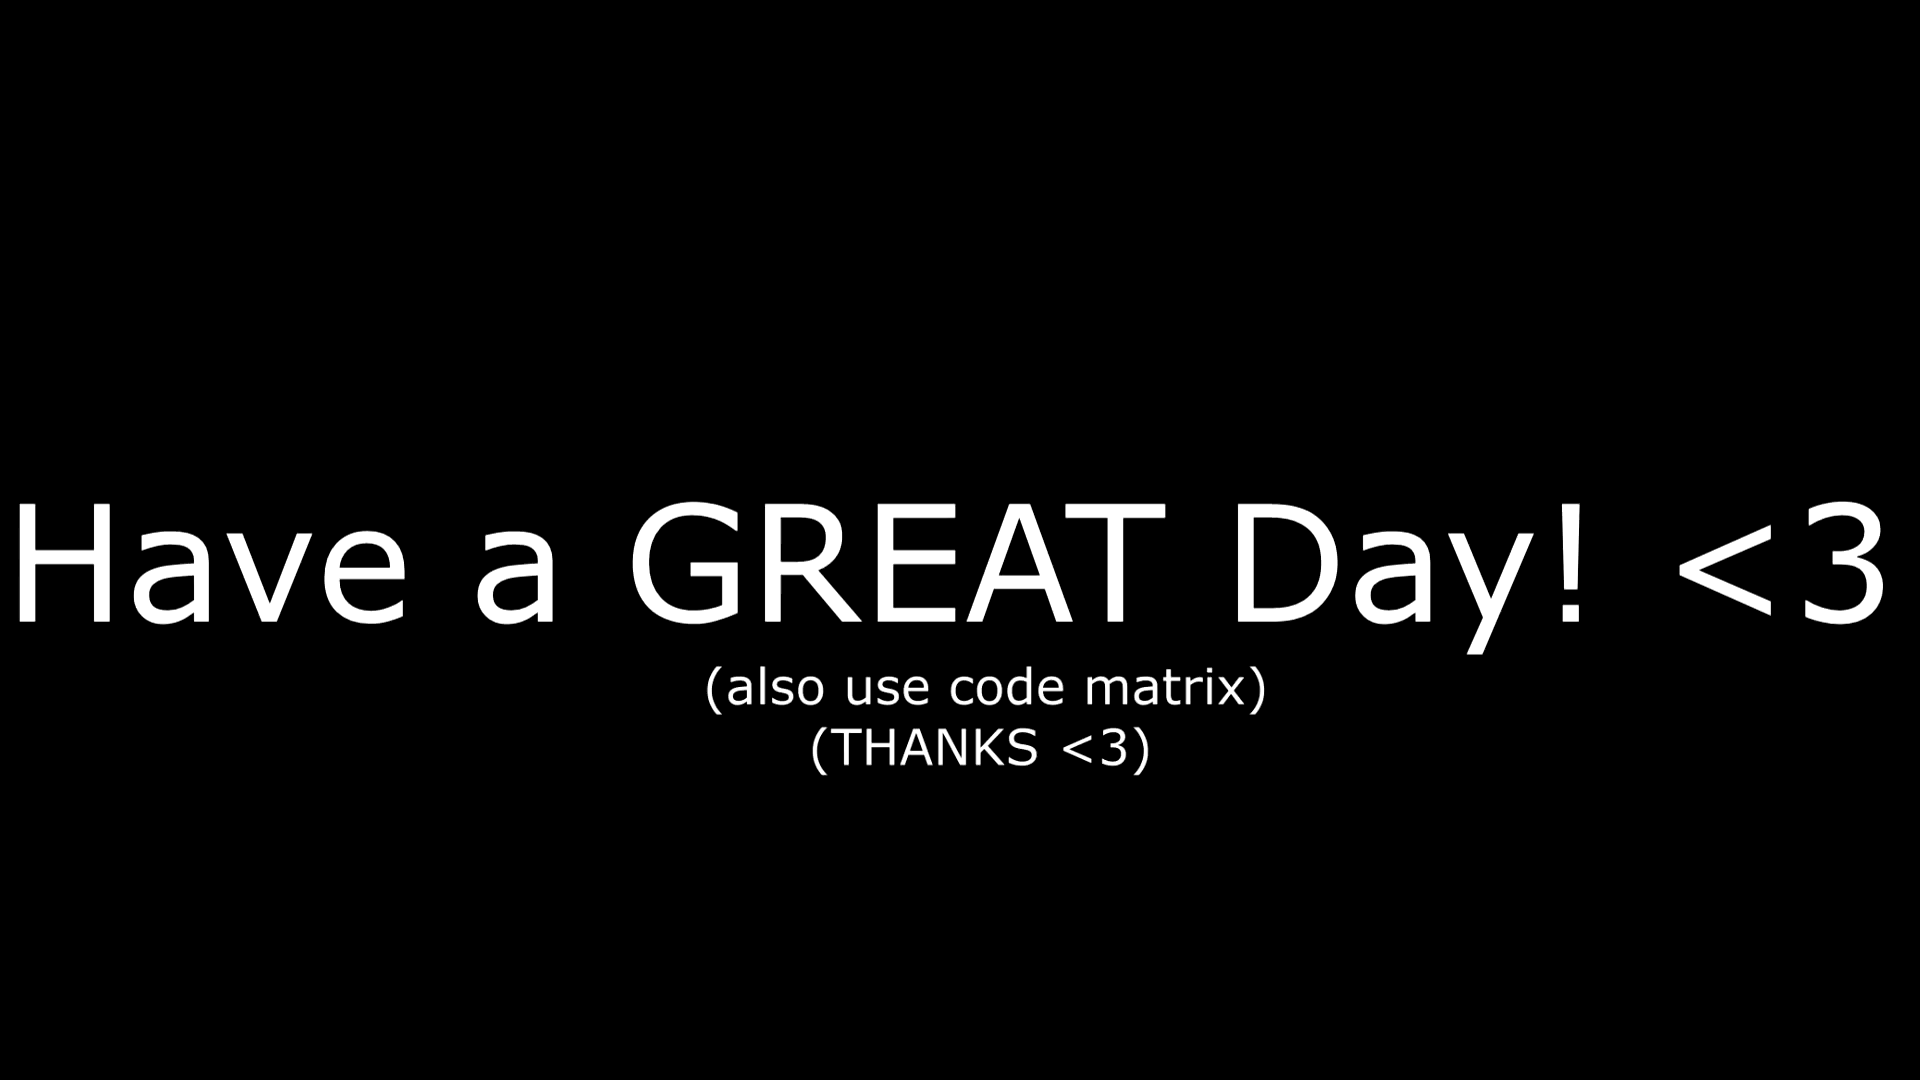 Have a GREAT Day! <3
(also use code matrix)
(THANKS <3)